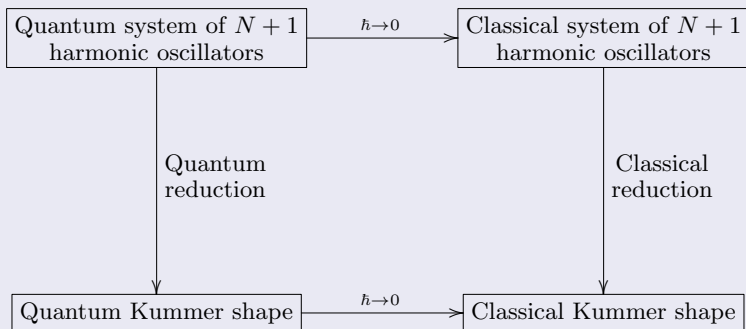 Quantum system of N + 1
harmonic oscillators
ℏ→0
Classical system of N + 1
harmonic oscillators
Quantum
reduction
Classical
reduction
Quantum Kummer shape
ℏ→0
Classical Kummer shape